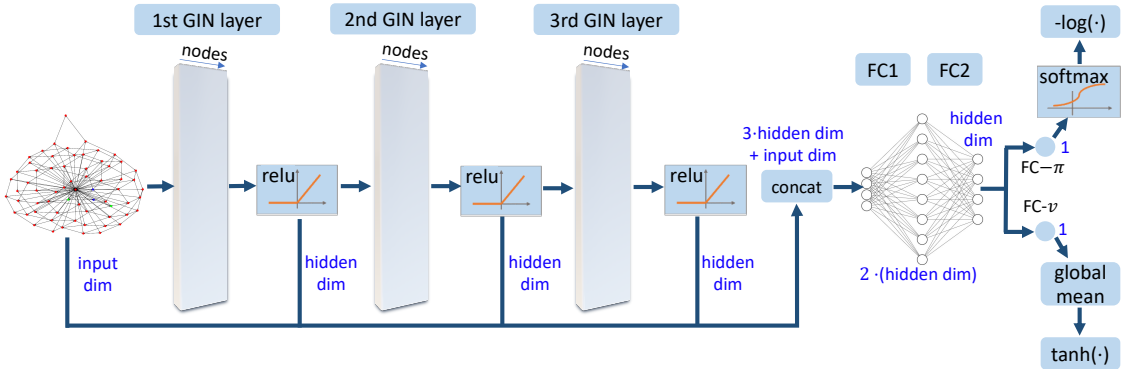 1st GIN layer
2nd GIN layer
3rd GIN layer
-log(·)
nodes
nodes
nodes
FC1
FC2
softmax
relu
relu
relu
3·hidden dim
+ input dim
concat
hidden
dim
1
FC−π
FC-v
1
input
dim
hidden
dim
hidden
dim
hidden
dim
2 ·(hidden dim)
global
mean
tanh(·)